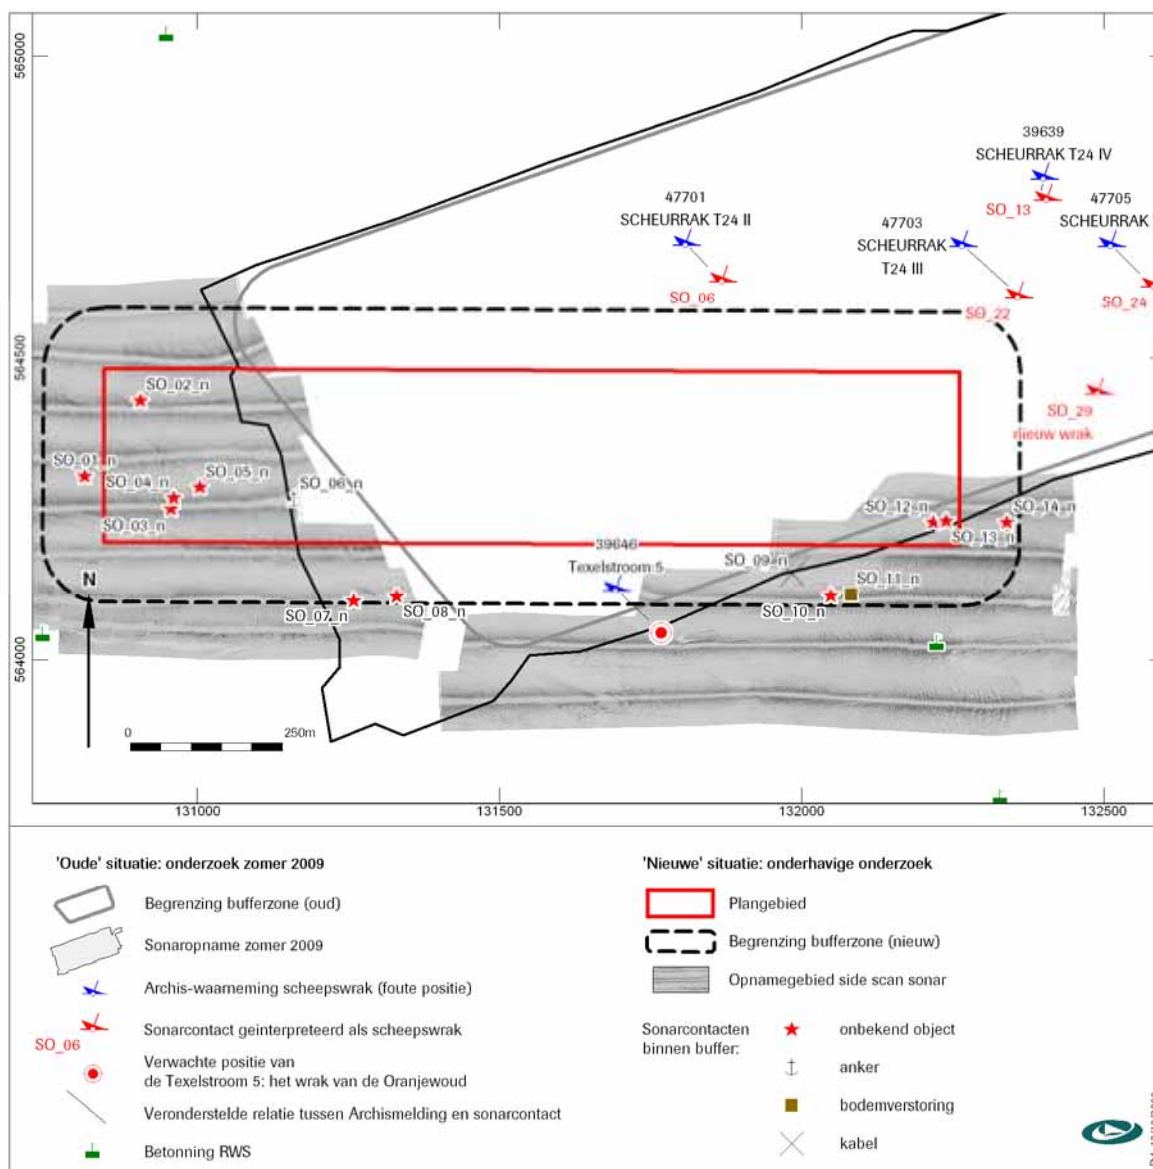 565000
564500
564000
39639
SCHEURRAK T24 IV
SO_13
47701
SCHEURRAK T24 II
SO_06
47703
SCHEURRAK
T24 III
SO_22
47705
SCHEURRAK
SO_24
SO_29
nieuw wrak
SO_02_n
SO_01_n
SO_04_n
SO_05_n
SO_03_n
SO_06_n
SO_12_n
SO_14_n
SO_13_n
39646
Texelstroom 5
SO_09_n
SO_11_n
SO_10_n
SO_07_n
SO_08_n
N
0
250m
131000
131500
132000
132500
'Oude' situatie: onderzoek zomer 2009
Begrenzing bufferzone (oud)
Sonaropname zomer 2009
Archis-waarneming scheepswrak (foute positie)
SO_06
Sonarcontact geinterpreteerd als scheepswrak
Verwachte positie van
de Texelstroom 5: het wrak van de Oranjewoud
Veronderstelde relatie tussen Archismelding en sonarcontact
Betonning RWS
'Nieuwe' situatie: onderhavige onderzoek
Plangebied
Begrenzing bufferzone (nieuw)
Opnamegebied side scan sonar
Sonarcontacten
binnen buffer:
onbekend object
anker
bodemverstoring
kabel